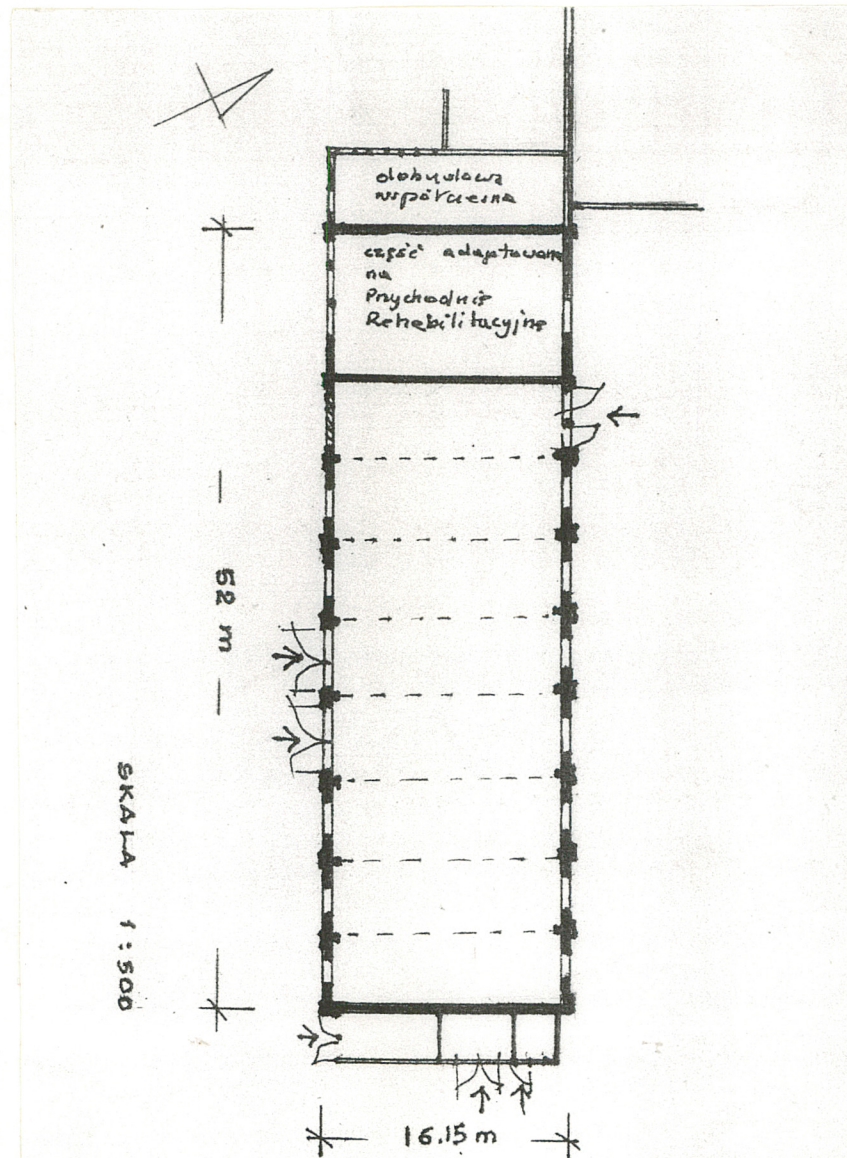 dobudowa
współczesna
część adaptowana
na
Przychodnię
Rehabilitacyjną
52 m
SKALA 1:500
16.15 m